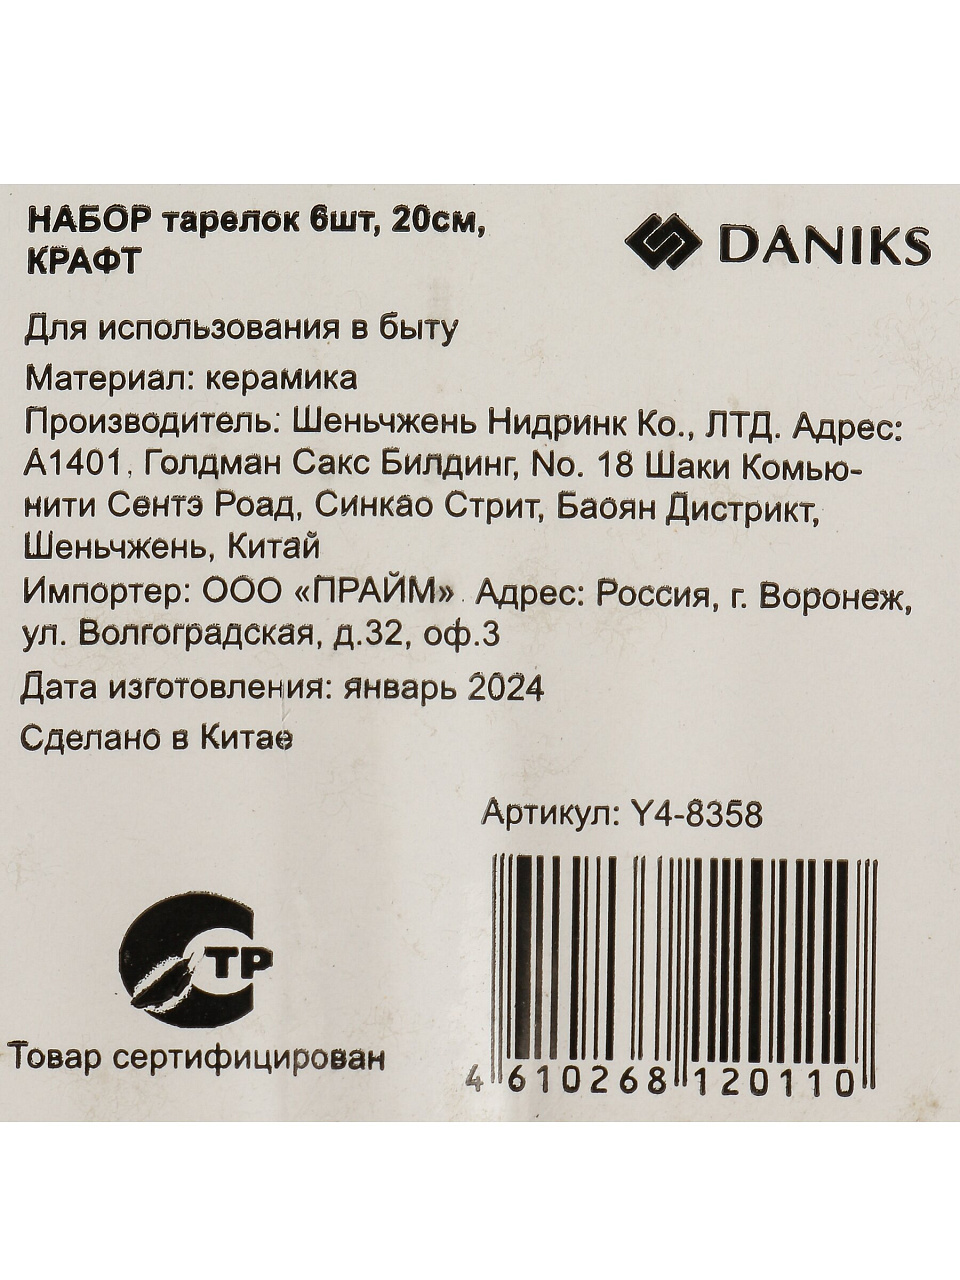 НАБОР тарелок 6шт, 20см,
КРАФТ
DANIKS
Для использования в быту
Материал: керамика
Производитель: Шеньчжень Нидринк Ко., ЛТД. Адрес:
А1401, Голдман Сакс Билдинг, No. 18 Шаки Комью-
нити Сентэ Роад, Синкао Стрит, Баоян Дистрикт,
Шеньчжень, Китай
Импортер: ООО «ПРАЙМ». Адрес: Россия, г. Воронеж,
ул. Волгоградская, д.32, оф.3
Дата изготовления: январь 2024
Сделано в Китае
Артикул: Y4-8358
ТР
Товар сертифицирован
4 610268 120110